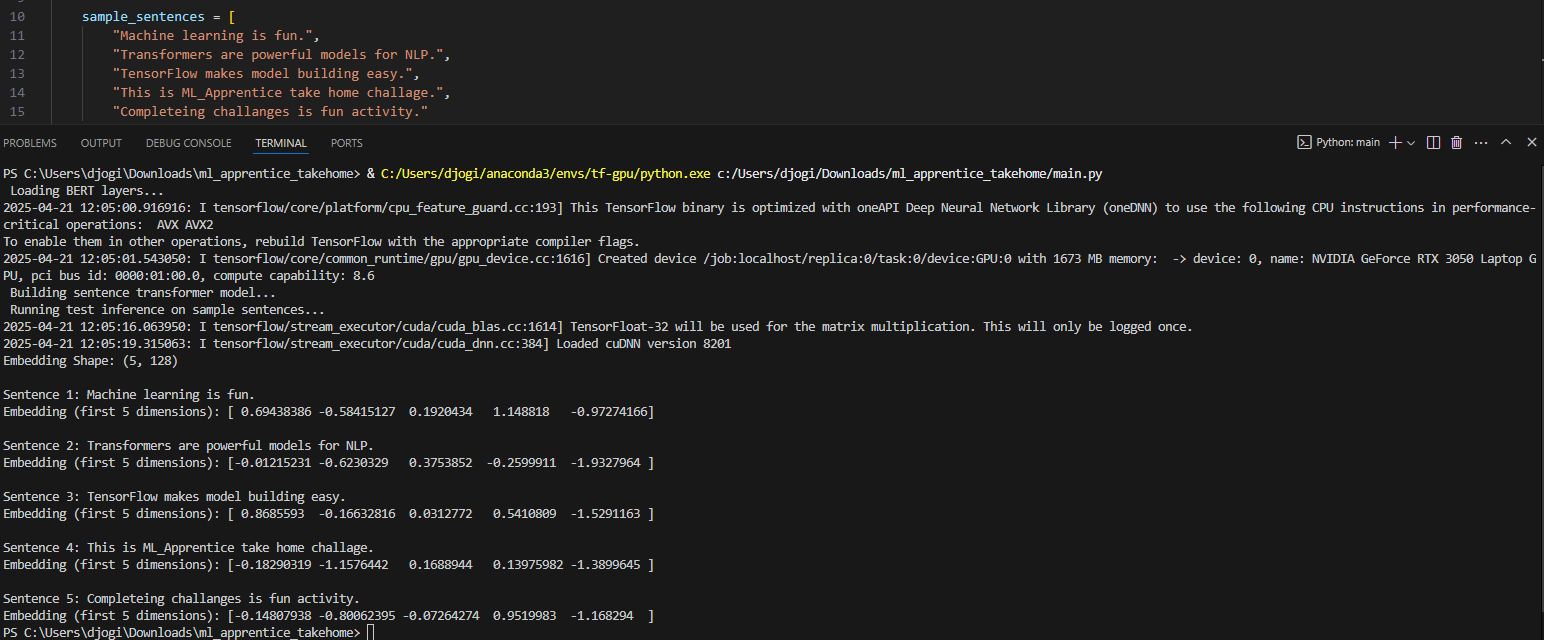 10 sample_sentences = [
11 "Machine learning is fun.",
12 "Transformers are powerful models for NLP.",
13 "TensorFlow makes model building easy.",
14 "This is ML_Apprentice take home challage.",
15 "Completeing challanges is fun activity."
PROBLEMS OUTPUT DEBUG CONSOLE TERMINAL PORTS Python: main
PS C:\Users\djogi\Downloads\ml_apprentice_takehome> & C:/Users/djogi/anaconda3/envs/tf-gpu/python.exe c:/Users/djogi/Downloads/ml_apprentice_takehome/main.py
Loading BERT layers...
2025-04-21 12:05:00.916916: I tensorflow/core/platform/cpu_feature_guard.cc:193] This TensorFlow binary is optimized with oneAPI Deep Neural Network Library (oneDNN) to use the following CPU instructions in performance-
critical operations:  AVX AVX2
To enable them in other operations, rebuild TensorFlow with the appropriate compiler flags.
2025-04-21 12:05:01.543050: I tensorflow/core/common_runtime/gpu/gpu_device.cc:1616] Created device /job:localhost/replica:0/task:0/device:GPU:0 with 1673 MB memory:  -> device: 0, name: NVIDIA GeForce RTX 3050 Laptop G
PU, pci bus id: 0000:01:00.0, compute capability: 8.6
Building sentence transformer model...
Running test inference on sample sentences...
2025-04-21 12:05:16.063950: I tensorflow/stream_executor/cuda/cuda_blas.cc:1614] TensorFloat-32 will be used for the matrix multiplication. This will only be logged once.
2025-04-21 12:05:19.315063: I tensorflow/stream_executor/cuda/cuda_dnn.cc:384] Loaded cuDNN version 8201
Embedding Shape: (5, 128)
Sentence 1: Machine learning is fun.
Embedding (first 5 dimensions): [ 0.69438386 -0.58415127  0.1920434   1.148818   -0.97274166]
Sentence 2: Transformers are powerful models for NLP.
Embedding (first 5 dimensions): [-0.01215231 -0.6230329   0.3753852  -0.2599911  -1.9327964 ]
Sentence 3: TensorFlow makes model building easy.
Embedding (first 5 dimensions): [ 0.8685593  -0.16632816  0.0312772   0.5410809  -1.5291163 ]
Sentence 4: This is ML_Apprentice take home challage.
Embedding (first 5 dimensions): [-0.18290319 -1.1576442   0.1688944   0.13975982 -1.3899645 ]
Sentence 5: Completeing challanges is fun activity.
Embedding (first 5 dimensions): [-0.14807938 -0.80062395 -0.07264274  0.9519983  -1.168294  ]
PS C:\Users\djogi\Downloads\ml_apprentice_takehome>